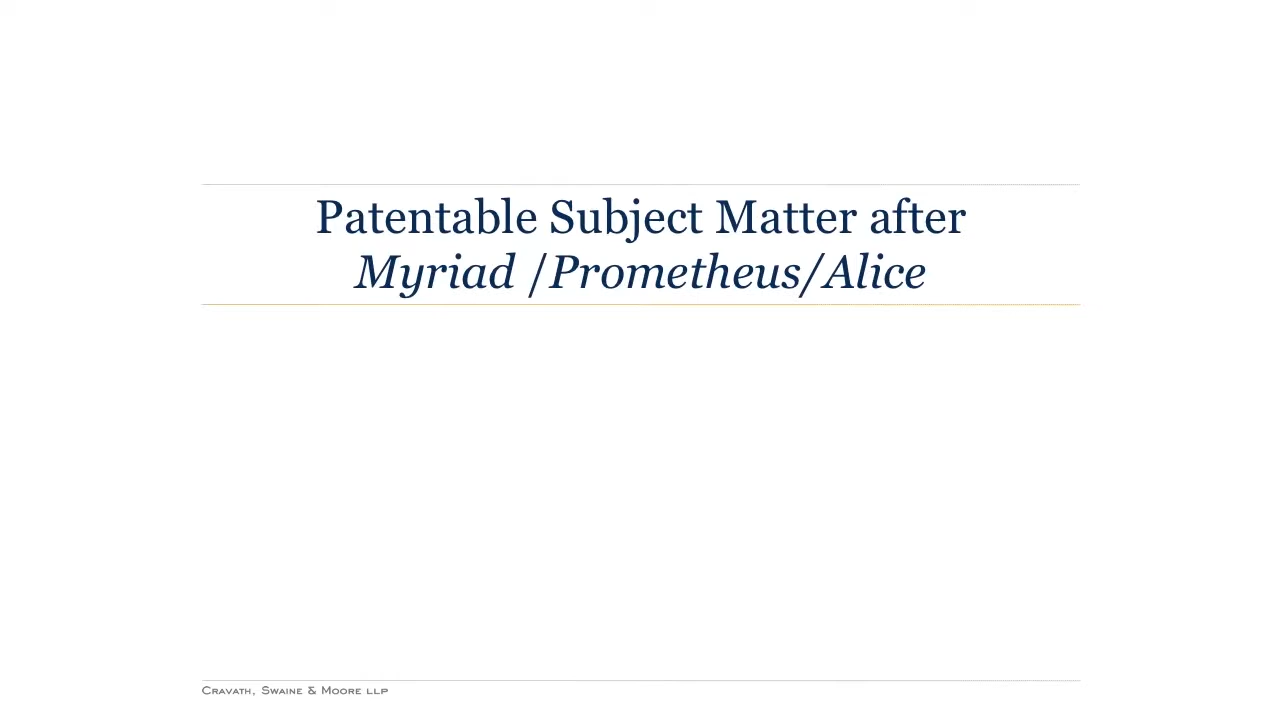 Patentable Subject Matter after
Myriad /Prometheus/Alice
Cravath, Swaine & Moore LLP